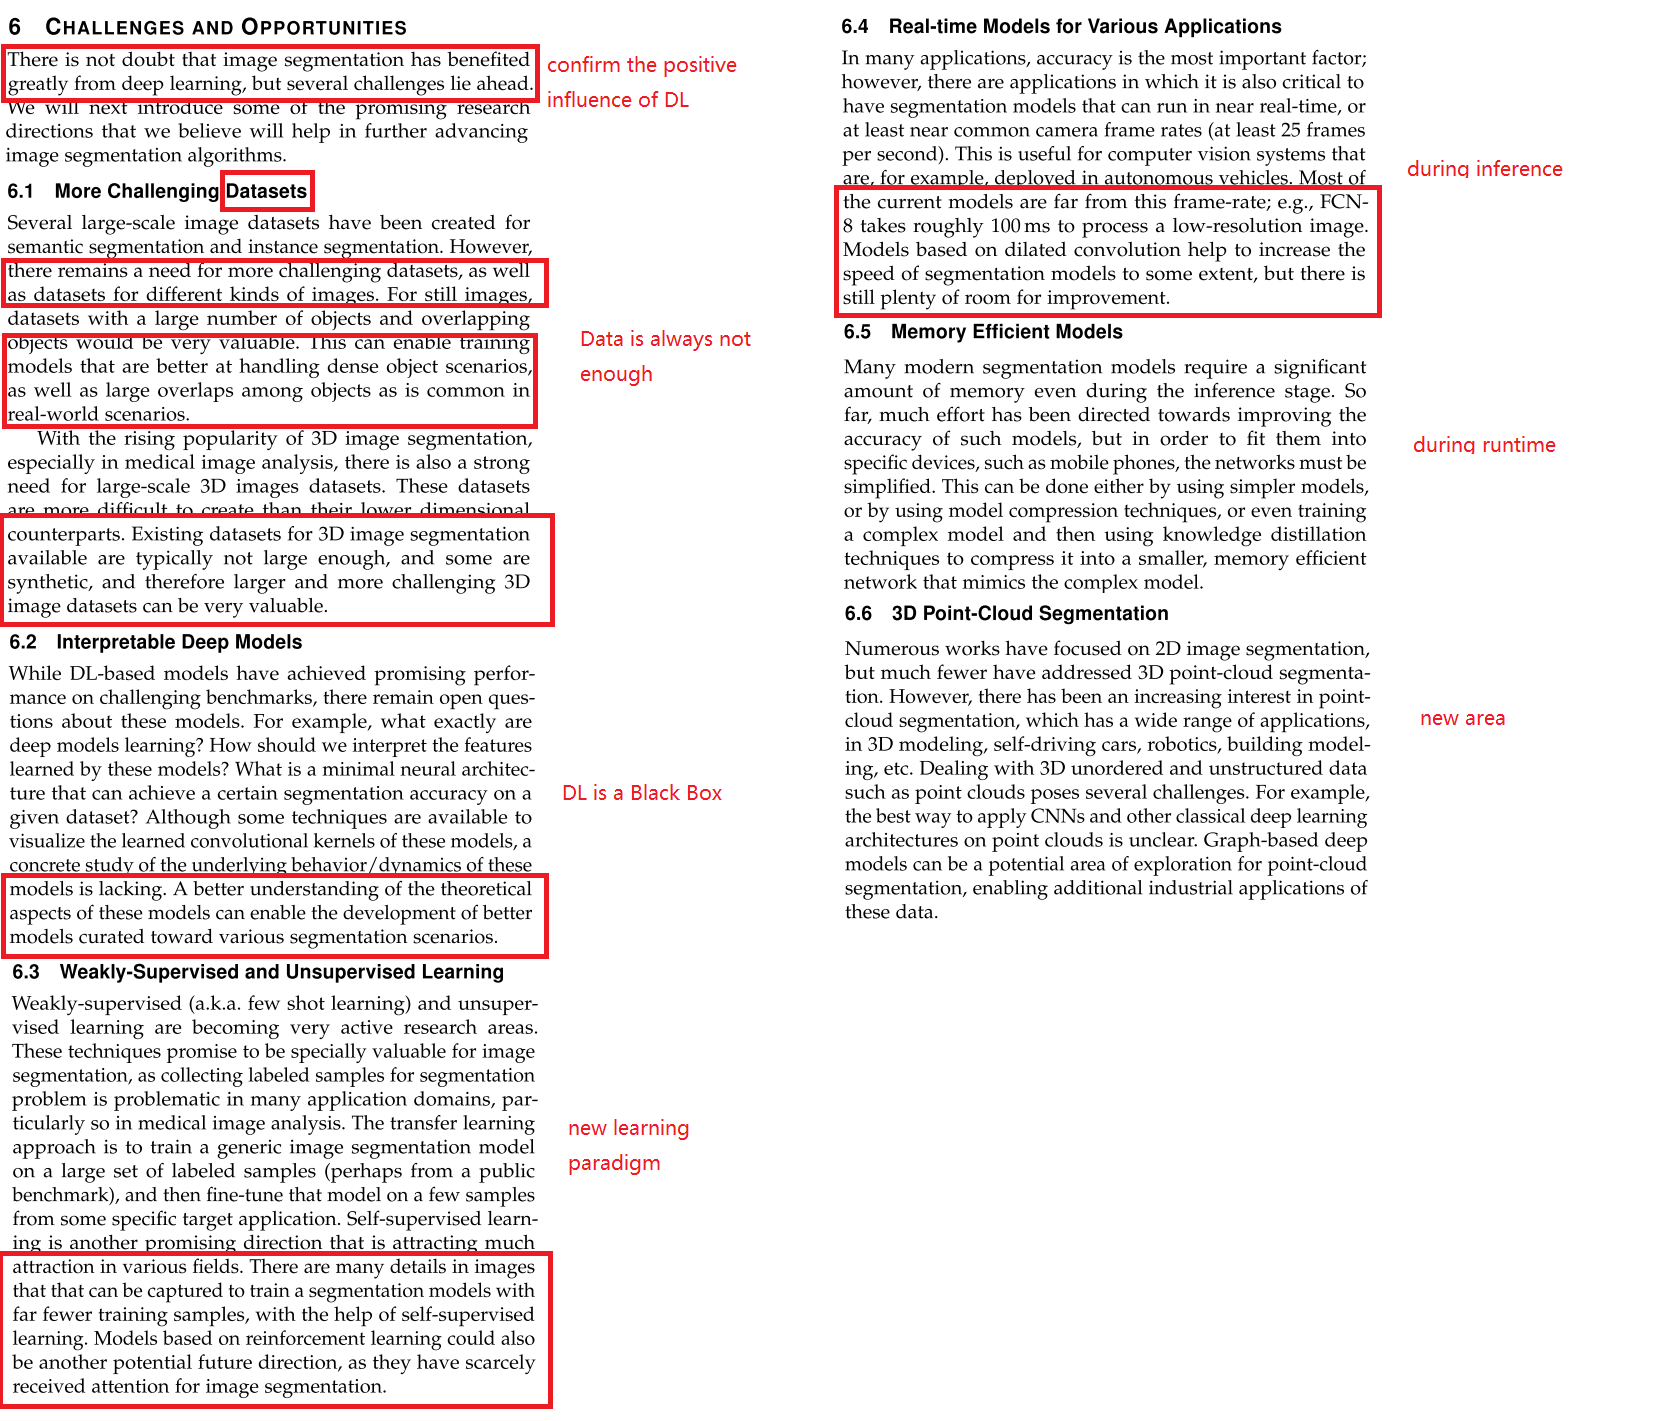 6 CHALLENGES AND OPPORTUNITIES
There is not doubt that image segmentation has benefited
greatly from deep learning, but several challenges lie ahead.
We will next introduce some of the promising research
directions that we believe will help in further advancing
image segmentation algorithms.
confirm the positive
influence of DL
6.1 More Challenging Datasets
Several large-scale image datasets have been created for
semantic segmentation and instance segmentation. However,
there remains a need for more challenging datasets, as well
as datasets for different kinds of images. For still images,
datasets with a large number of objects and overlapping
objects would be very valuable. This can enable training
models that are better at handling dense object scenarios,
as well as large overlaps among objects as is common in
real-world scenarios.
Data is always not
enough
With the rising popularity of 3D image segmentation,
especially in medical image analysis, there is also a strong
need for large-scale 3D images datasets. These datasets
are more difficult to create than their lower dimensional
counterparts. Existing datasets for 3D image segmentation
available are typically not large enough, and some are
synthetic, and therefore larger and more challenging 3D
image datasets can be very valuable.
6.2 Interpretable Deep Models
While DL-based models have achieved promising perfor-
mance on challenging benchmarks, there remain open ques-
tions about these models. For example, what exactly are
deep models learning? How should we interpret the features
learned by these models? What is a minimal neural architec-
ture that can achieve a certain segmentation accuracy on a
given dataset? Although some techniques are available to
visualize the learned convolutional kernels of these models, a
concrete study of the underlying behavior/dynamics of these
models is lacking. A better understanding of the theoretical
aspects of these models can enable the development of better
models curated toward various segmentation scenarios.
DL is a Black Box
6.3 Weakly-Supervised and Unsupervised Learning
Weakly-supervised (a.k.a. few shot learning) and unsuper-
vised learning are becoming very active research areas.
These techniques promise to be specially valuable for image
segmentation, as collecting labeled samples for segmentation
problem is problematic in many application domains, par-
ticularly so in medical image analysis. The transfer learning
approach is to train a generic image segmentation model
on a large set of labeled samples (perhaps from a public
benchmark), and then fine-tune that model on a few samples
from some specific target application. Self-supervised learn-
ing is another promising direction that is attracting much
attraction in various fields. There are many details in images
that that can be captured to train a segmentation models with
far fewer training samples, with the help of self-supervised
learning. Models based on reinforcement learning could also
be another potential future direction, as they have scarcely
received attention for image segmentation.
new learning
paradigm
6.4 Real-time Models for Various Applications
In many applications, accuracy is the most important factor;
however, there are applications in which it is also critical to
have segmentation models that can run in near real-time, or
at least near common camera frame rates (at least 25 frames
per second). This is useful for computer vision systems that
are, for example, deployed in autonomous vehicles. Most of
the current models are far from this frame-rate; e.g., FCN-
8 takes roughly 100 ms to process a low-resolution image.
Models based on dilated convolution help to increase the
speed of segmentation models to some extent, but there is
still plenty of room for improvement.
during inference
6.5 Memory Efficient Models
Many modern segmentation models require a significant
amount of memory even during the inference stage. So
far, much effort has been directed towards improving the
accuracy of such models, but in order to fit them into
specific devices, such as mobile phones, the networks must be
simplified. This can be done either by using simpler models,
or by using model compression techniques, or even training
a complex model and then using knowledge distillation
techniques to compress it into a smaller, memory efficient
network that mimics the complex model.
during runtime
6.6 3D Point-Cloud Segmentation
Numerous works have focused on 2D image segmentation,
but much fewer have addressed 3D point-cloud segmenta-
tion. However, there has been an increasing interest in point-
cloud segmentation, which has a wide range of applications,
in 3D modeling, self-driving cars, robotics, building model-
ing, etc. Dealing with 3D unordered and unstructured data
such as point clouds poses several challenges. For example,
the best way to apply CNNs and other classical deep learning
architectures on point clouds is unclear. Graph-based deep
models can be a potential area of exploration for point-cloud
segmentation, enabling additional industrial applications of
these data.
new area